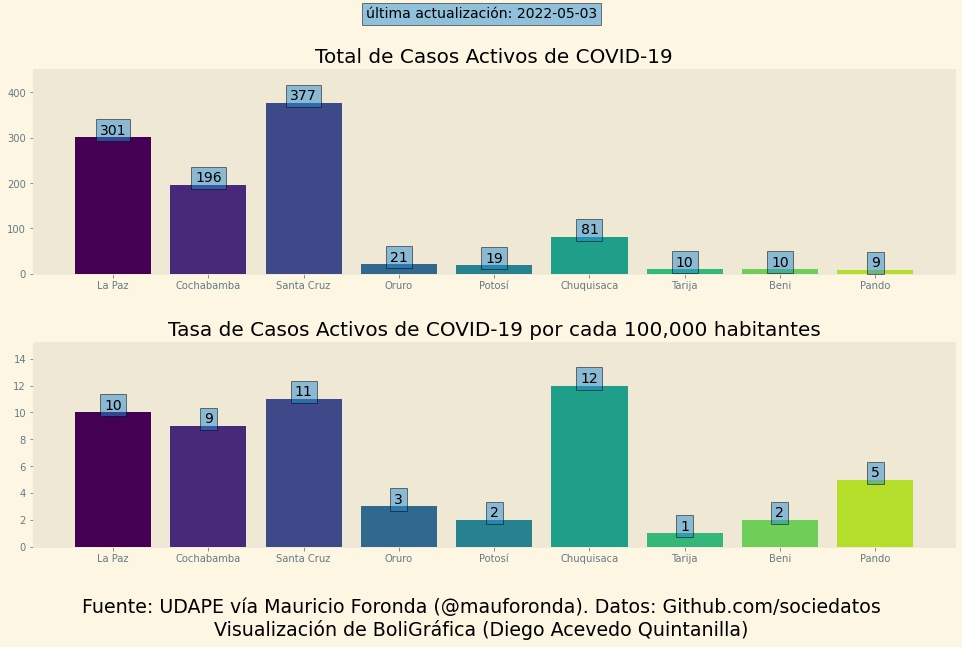 última actualización: 2022-05-03
Total de Casos Activos de COVID-19
400
300
200
100
0
301
196
377
21
19
81
10
10
9
La Paz
Cochabamba
Santa Cruz
Oruro
Potosí
Chuquisaca
Tarija
Beni
Pando
Tasa de Casos Activos de COVID-19 por cada 100,000 habitantes
14
12
10
8
6
4
2
0
10
9
11
3
2
12
1
2
5
La Paz
Cochabamba
Santa Cruz
Oruro
Potosí
Chuquisaca
Tarija
Beni
Pando
Fuente: UDAPE vía Mauricio Foronda (@mauforonda). Datos: Github.com/sociedatos
Visualización de BoliGráfica (Diego Acevedo Quintanilla)